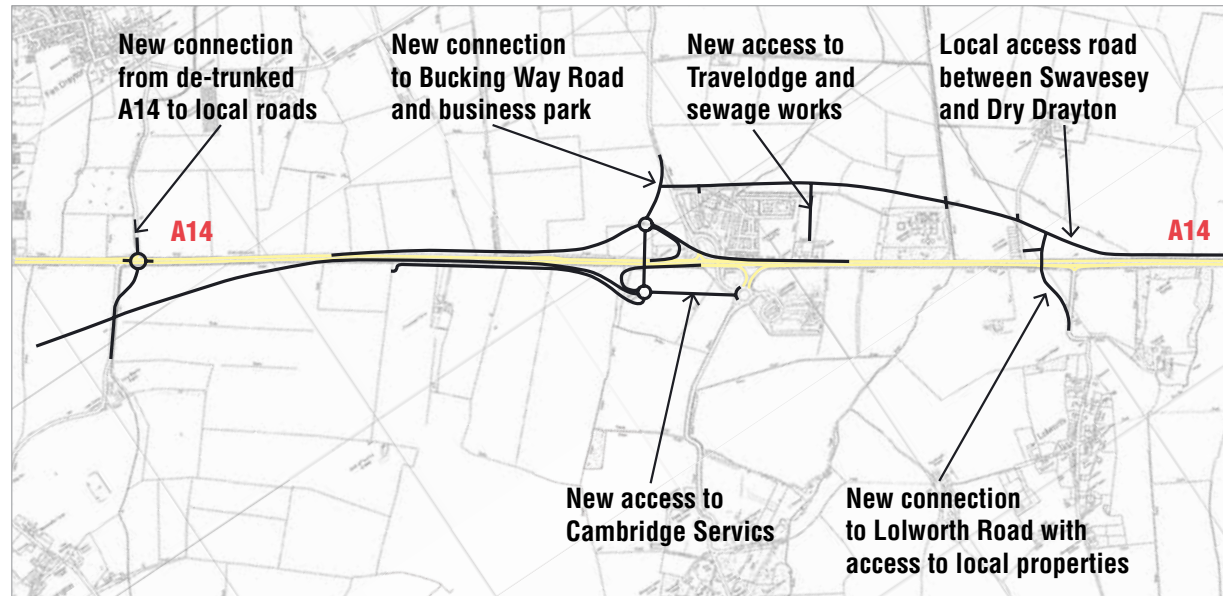 New connection
from de-trunked
A14 to local roads
New connection
to Bucking Way Road
and business park
New access to
Travelodge and
sewage works
Local access road
between Swavesey
and Dry Drayton
A14
A14
New access to
Cambridge Servics
New connection
to Lolworth Road with
access to local properties
Lolworth